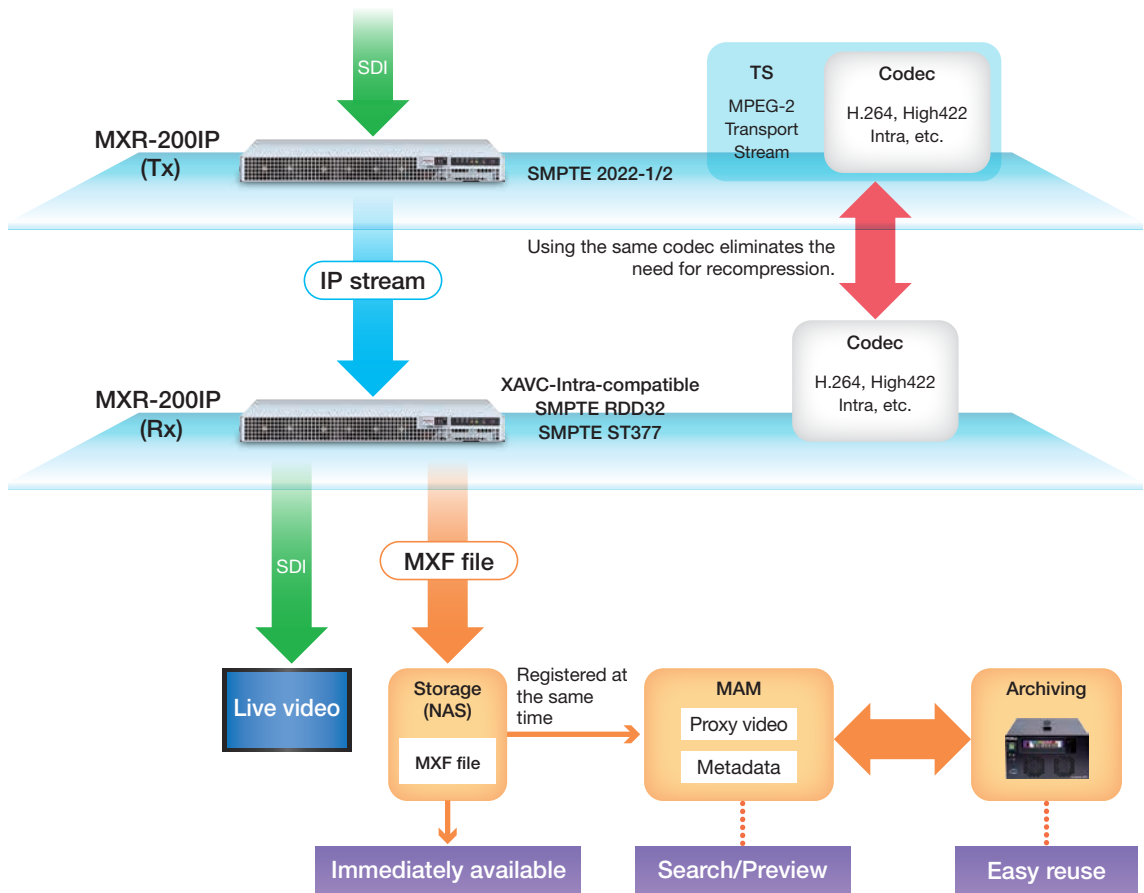 SDI
TS
MPEG-2
Transport
Stream
Codec
H.264, High422
Intra, etc.
MXR-200IP
(Tx)
SMPTE 2022-1/2
Using the same codec eliminates the
need for recompression.
IP stream
Codec
H.264, High422
Intra, etc.
XAVC-Intra-compatible
SMPTE RDD32
SMPTE ST377
MXR-200IP
(Rx)
SDI
MXF file
Live video
Storage
(NAS)
MXF file
Registered at
the same
time
MAM
Proxy video
Metadata
Archiving
Immediately available
Search/Preview
Easy reuse